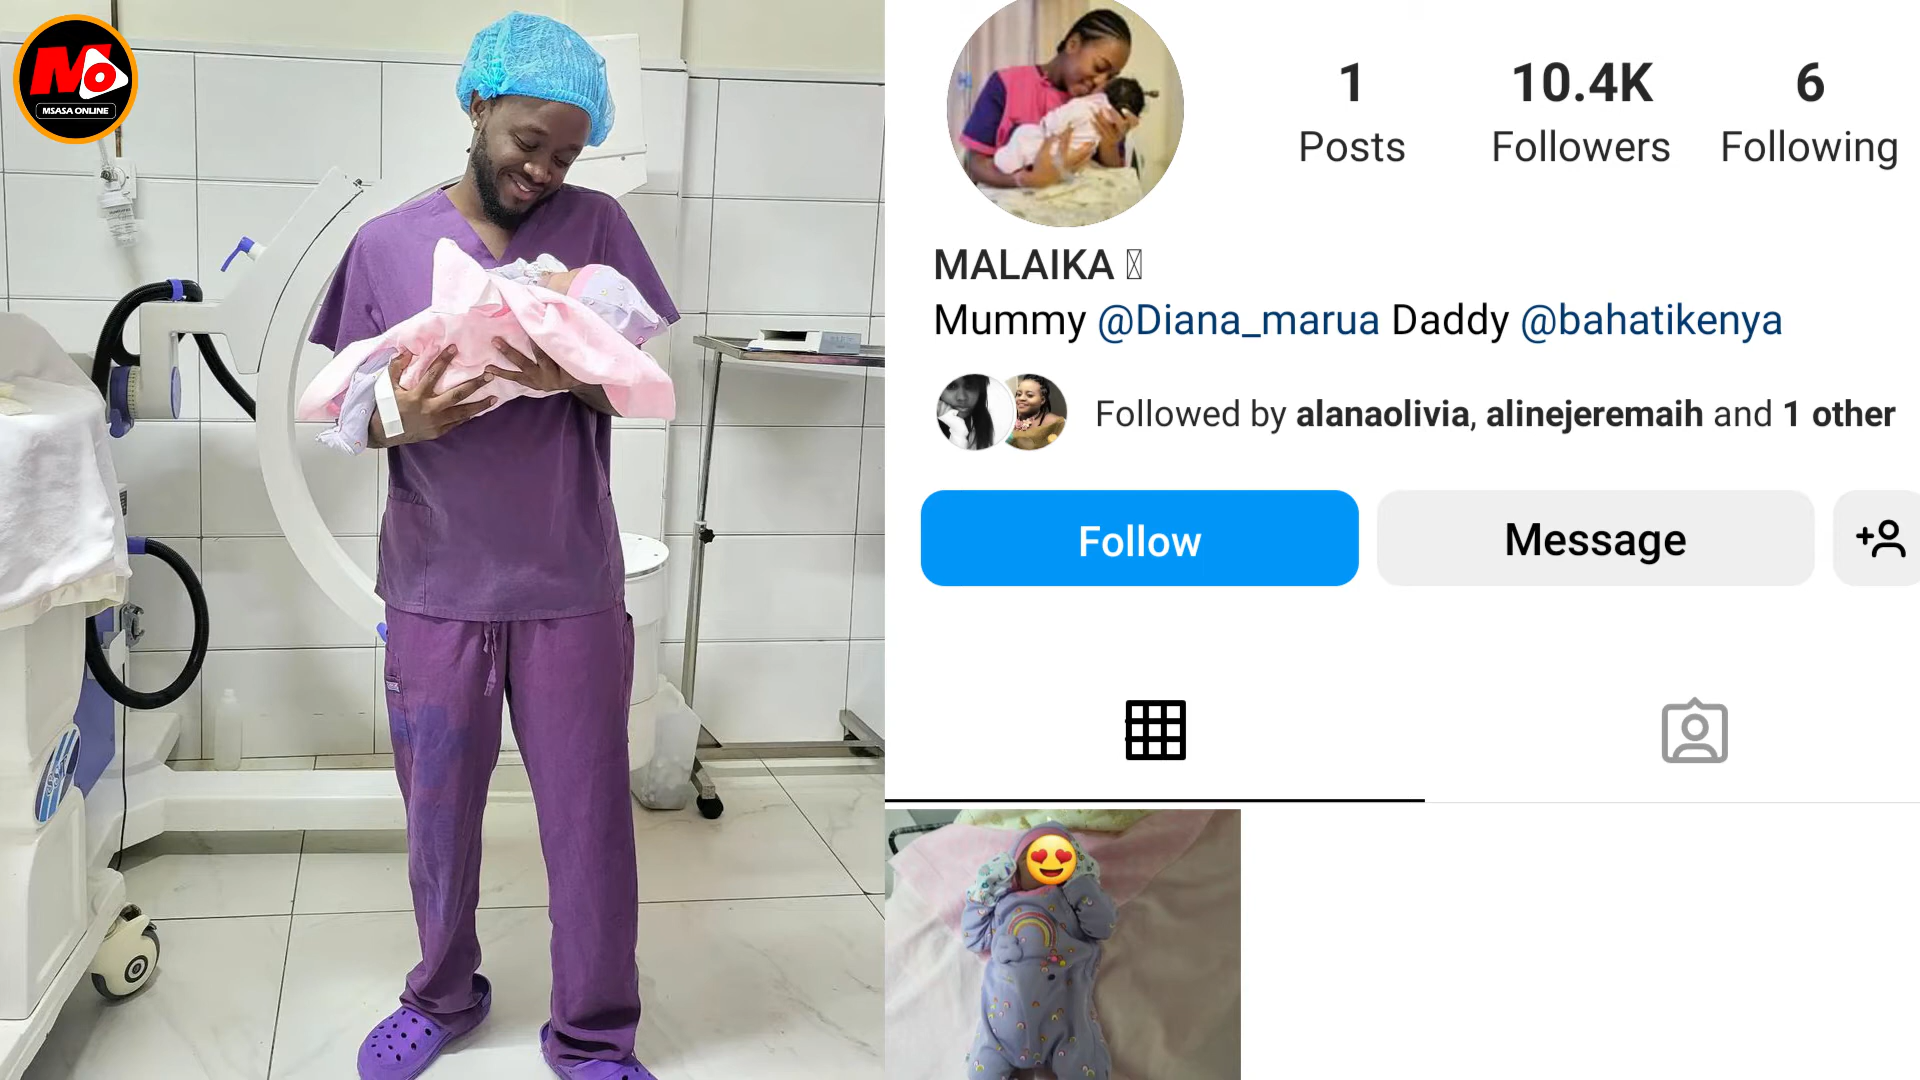 Mo
MSASA ONLINE
1
Posts
10.4K
Followers
6
Following
MALAIKA
Mummy @Diana_marua Daddy @bahatikenya
Followed by alanaolivia, alinejeremaih and 1 other
Follow
Message